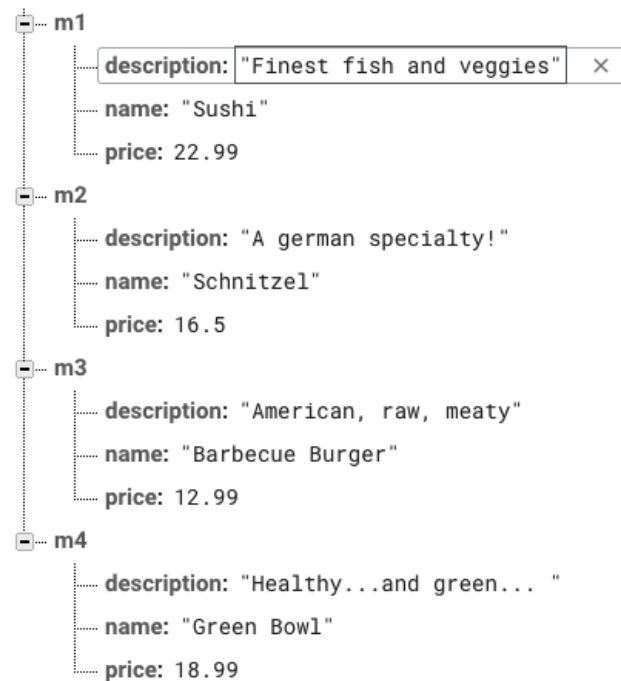 m1
description: "Finest fish and veggies" ×
name: "Sushi"
price: 22.99
m2
description: "A german specialty!"
name: "Schnitzel"
price: 16.5
m3
description: "American, raw, meaty"
name: "Barbecue Burger"
price: 12.99
m4
description: "Healthy...and green... "
name: "Green Bowl"
price: 18.99